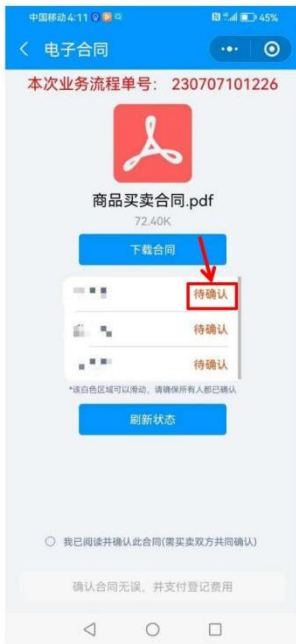 中国移动 4:11 45%
电子合同
本次业务流程单号： 230707101226
商品买卖合同.pdf
72.40K
下载合同
待确认
待确认
待确认
*该白色区域可以滑动，请确保所有人都已确认
刷新状态
我已阅读并确认此合同(需买卖双方共同确认)
确认合同无误，并支付登记费用